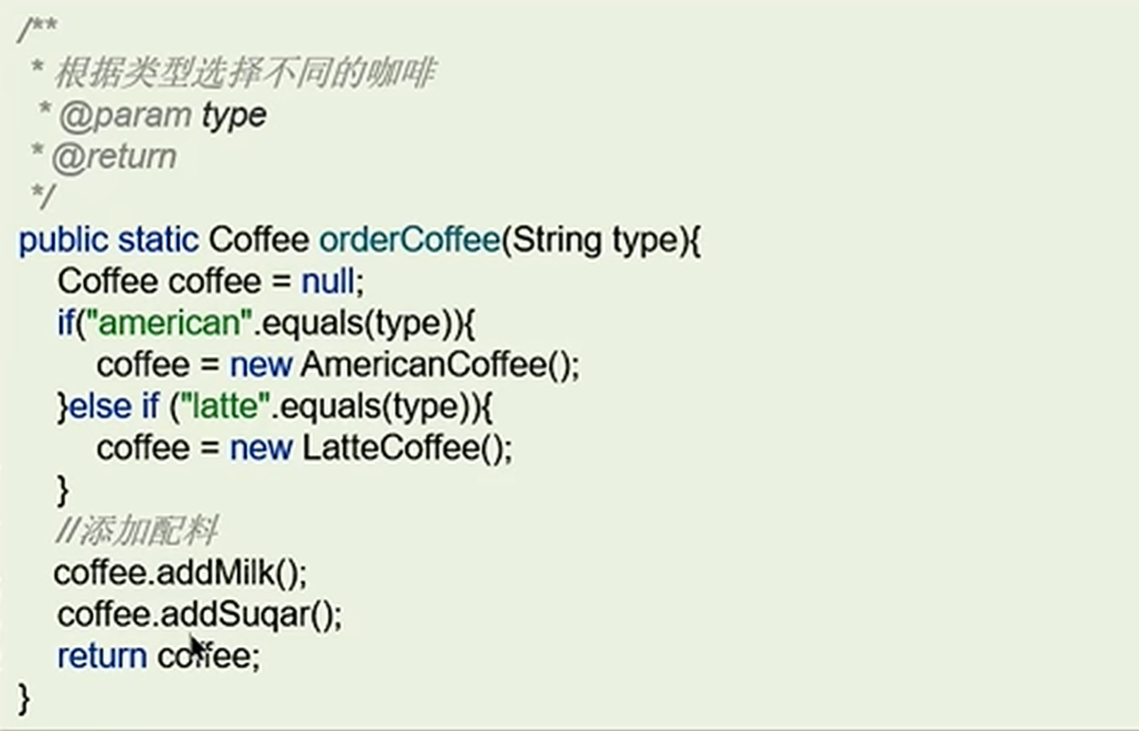 /**
* 根据类型选择不同的咖啡
* @param type
* @return
*/
public static Coffee orderCoffee(String type){
Coffee coffee = null;
if("american".equals(type)){
coffee = new AmericanCoffee();
}else if ("latte".equals(type)){
coffee = new LatteCoffee();
}
//添加配料
coffee.addMilk();
coffee.addSuqar();
return coffee;
}